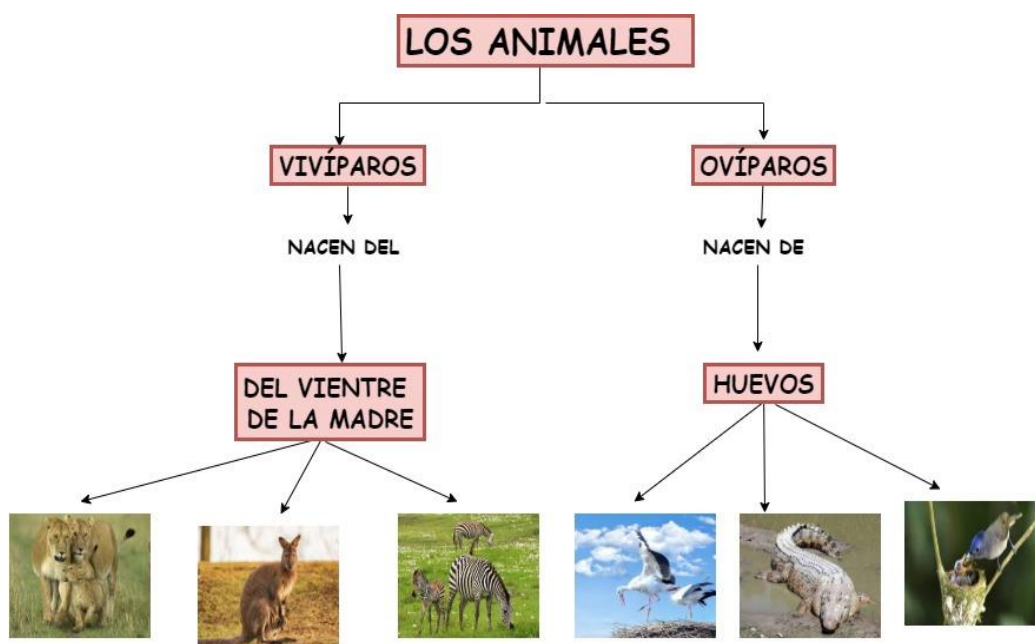 LOS ANIMALES
VIVÍPAROS
OVÍPAROS
NACEN DEL
NACEN DE
DEL VIENTRE
DE LA MADRE
HUEVOS